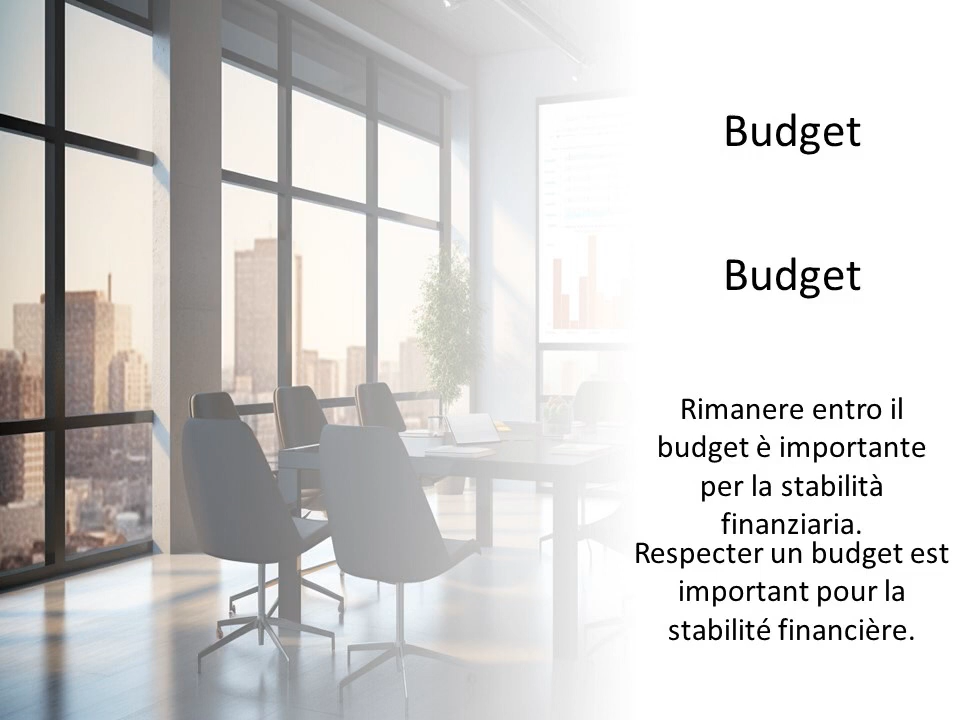 Budget
Budget
Rimanere entro il
budget è importante
per la stabilità
finanziaria.
Respecter un budget est
important pour la
stabilité financière.